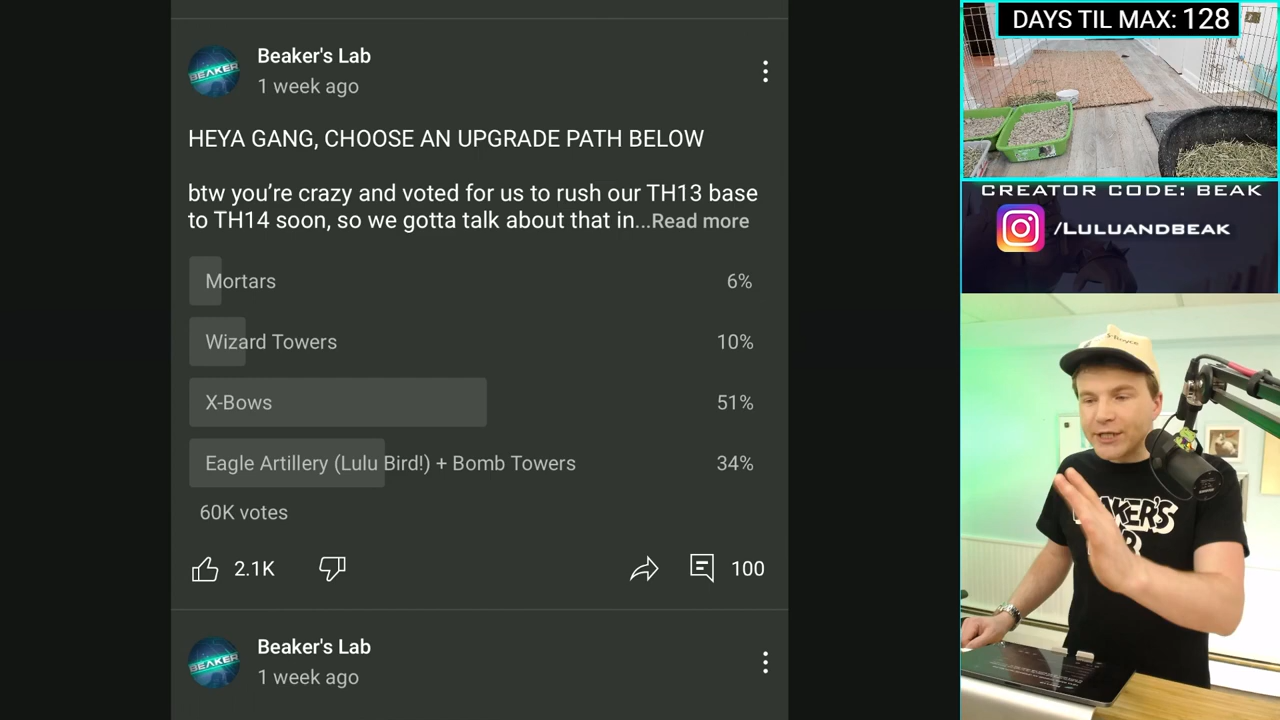 Beaker's Lab
1 week ago
HEYA GANG, CHOOSE AN UPGRADE PATH BELOW
btw you’re crazy and voted for us to rush our TH13 base
to TH14 soon, so we gotta talk about that in...Read more
Mortars 6%
Wizard Towers 10%
X-Bows 51%
Eagle Artillery (Lulu Bird!) + Bomb Towers 34%
60K votes
2.1K
100
Beaker's Lab
1 week ago
BEAKER
BEAKER
DAYS TIL MAX: 128
CREATOR CODE: BEAK
/LULUANDBEAK